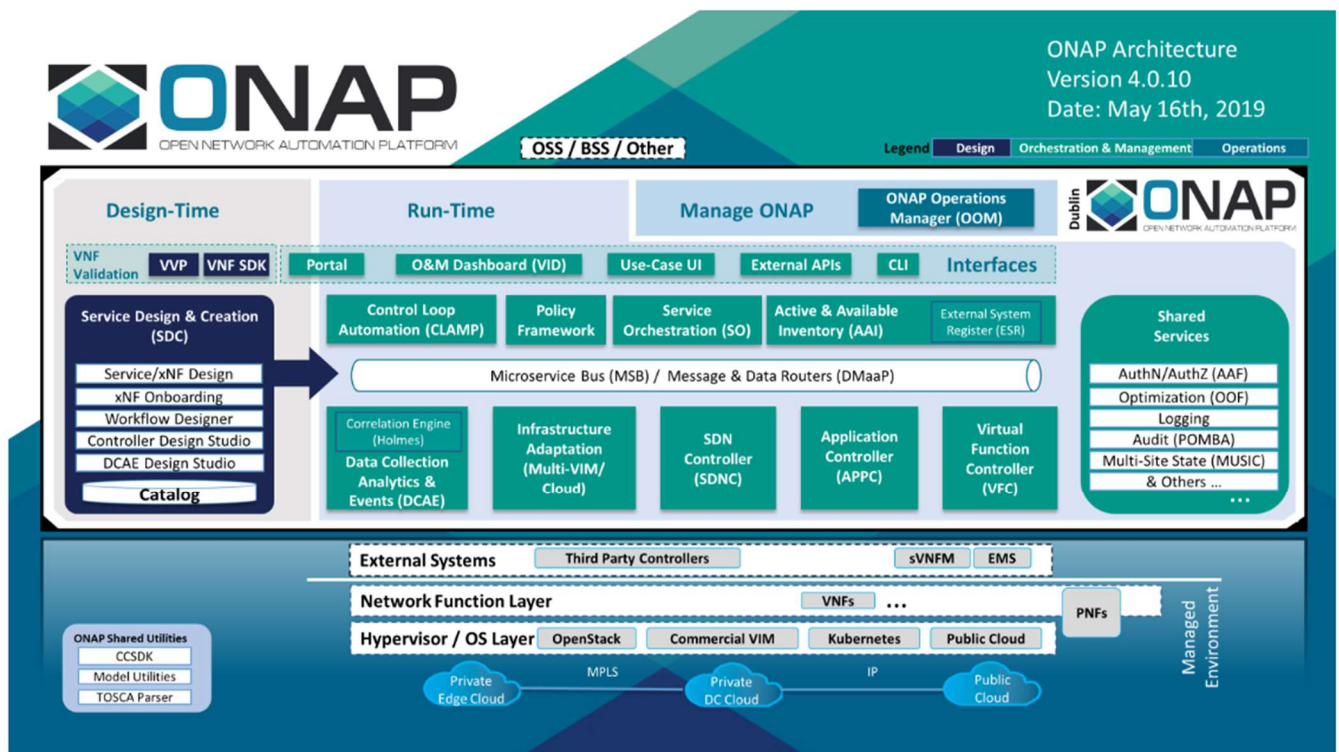 ONAP
OPEN NETWORK AUTOMATION PLATFORM
ONAP Architecture
Version 4.0.10
Date: May 16th, 2019
OSS / BSS / Other
Legend Design Orchestration & Management Operations
Design-Time
Run-Time
Manage ONAP
ONAP Operations
Manager (OOM)
Dublin
ONAP
OPEN NETWORK AUTOMATION PLATFORM
VNF
Validation
VVP
VNF SDK
Portal
O&M Dashboard (VID)
Use-Case UI
External APIs
CLI
Interfaces
Service Design & Creation
(SDC)
Service/xNF Design
xNF Onboarding
Workflow Designer
Controller Design Studio
DCAE Design Studio
Catalog
Control Loop
Automation (CLAMP)
Policy
Framework
Service
Orchestration (SO)
Active & Available
Inventory (AAI)
External System
Register (ESR)
Microservice Bus (MSB) / Message & Data Routers (DMaaP)
Correlation Engine
(Holmes)
Data Collection
Analytics &
Events (DCAE)
Infrastructure
Adaptation
(Multi-VIM/
Cloud)
SDN
Controller
(SDNC)
Application
Controller
(APPC)
Virtual
Function
Controller
(VFC)
Shared
Services
AuthN/AuthZ (AAF)
Optimization (OOF)
Logging
Audit (POMBA)
Multi-Site State (MUSIC)
& Others ...
...
External Systems
Third Party Controllers
sVNFM
EMS
Network Function Layer
VNFs
...
PNFs
Hypervisor / OS Layer
OpenStack
Commercial VIM
Kubernetes
Public Cloud
Managed
Environment
ONAP Shared Utilities
CCSDK
Model Utilities
TOSCA Parser
Private
Edge Cloud
MPLS
Private
DC Cloud
IP
Public
Cloud